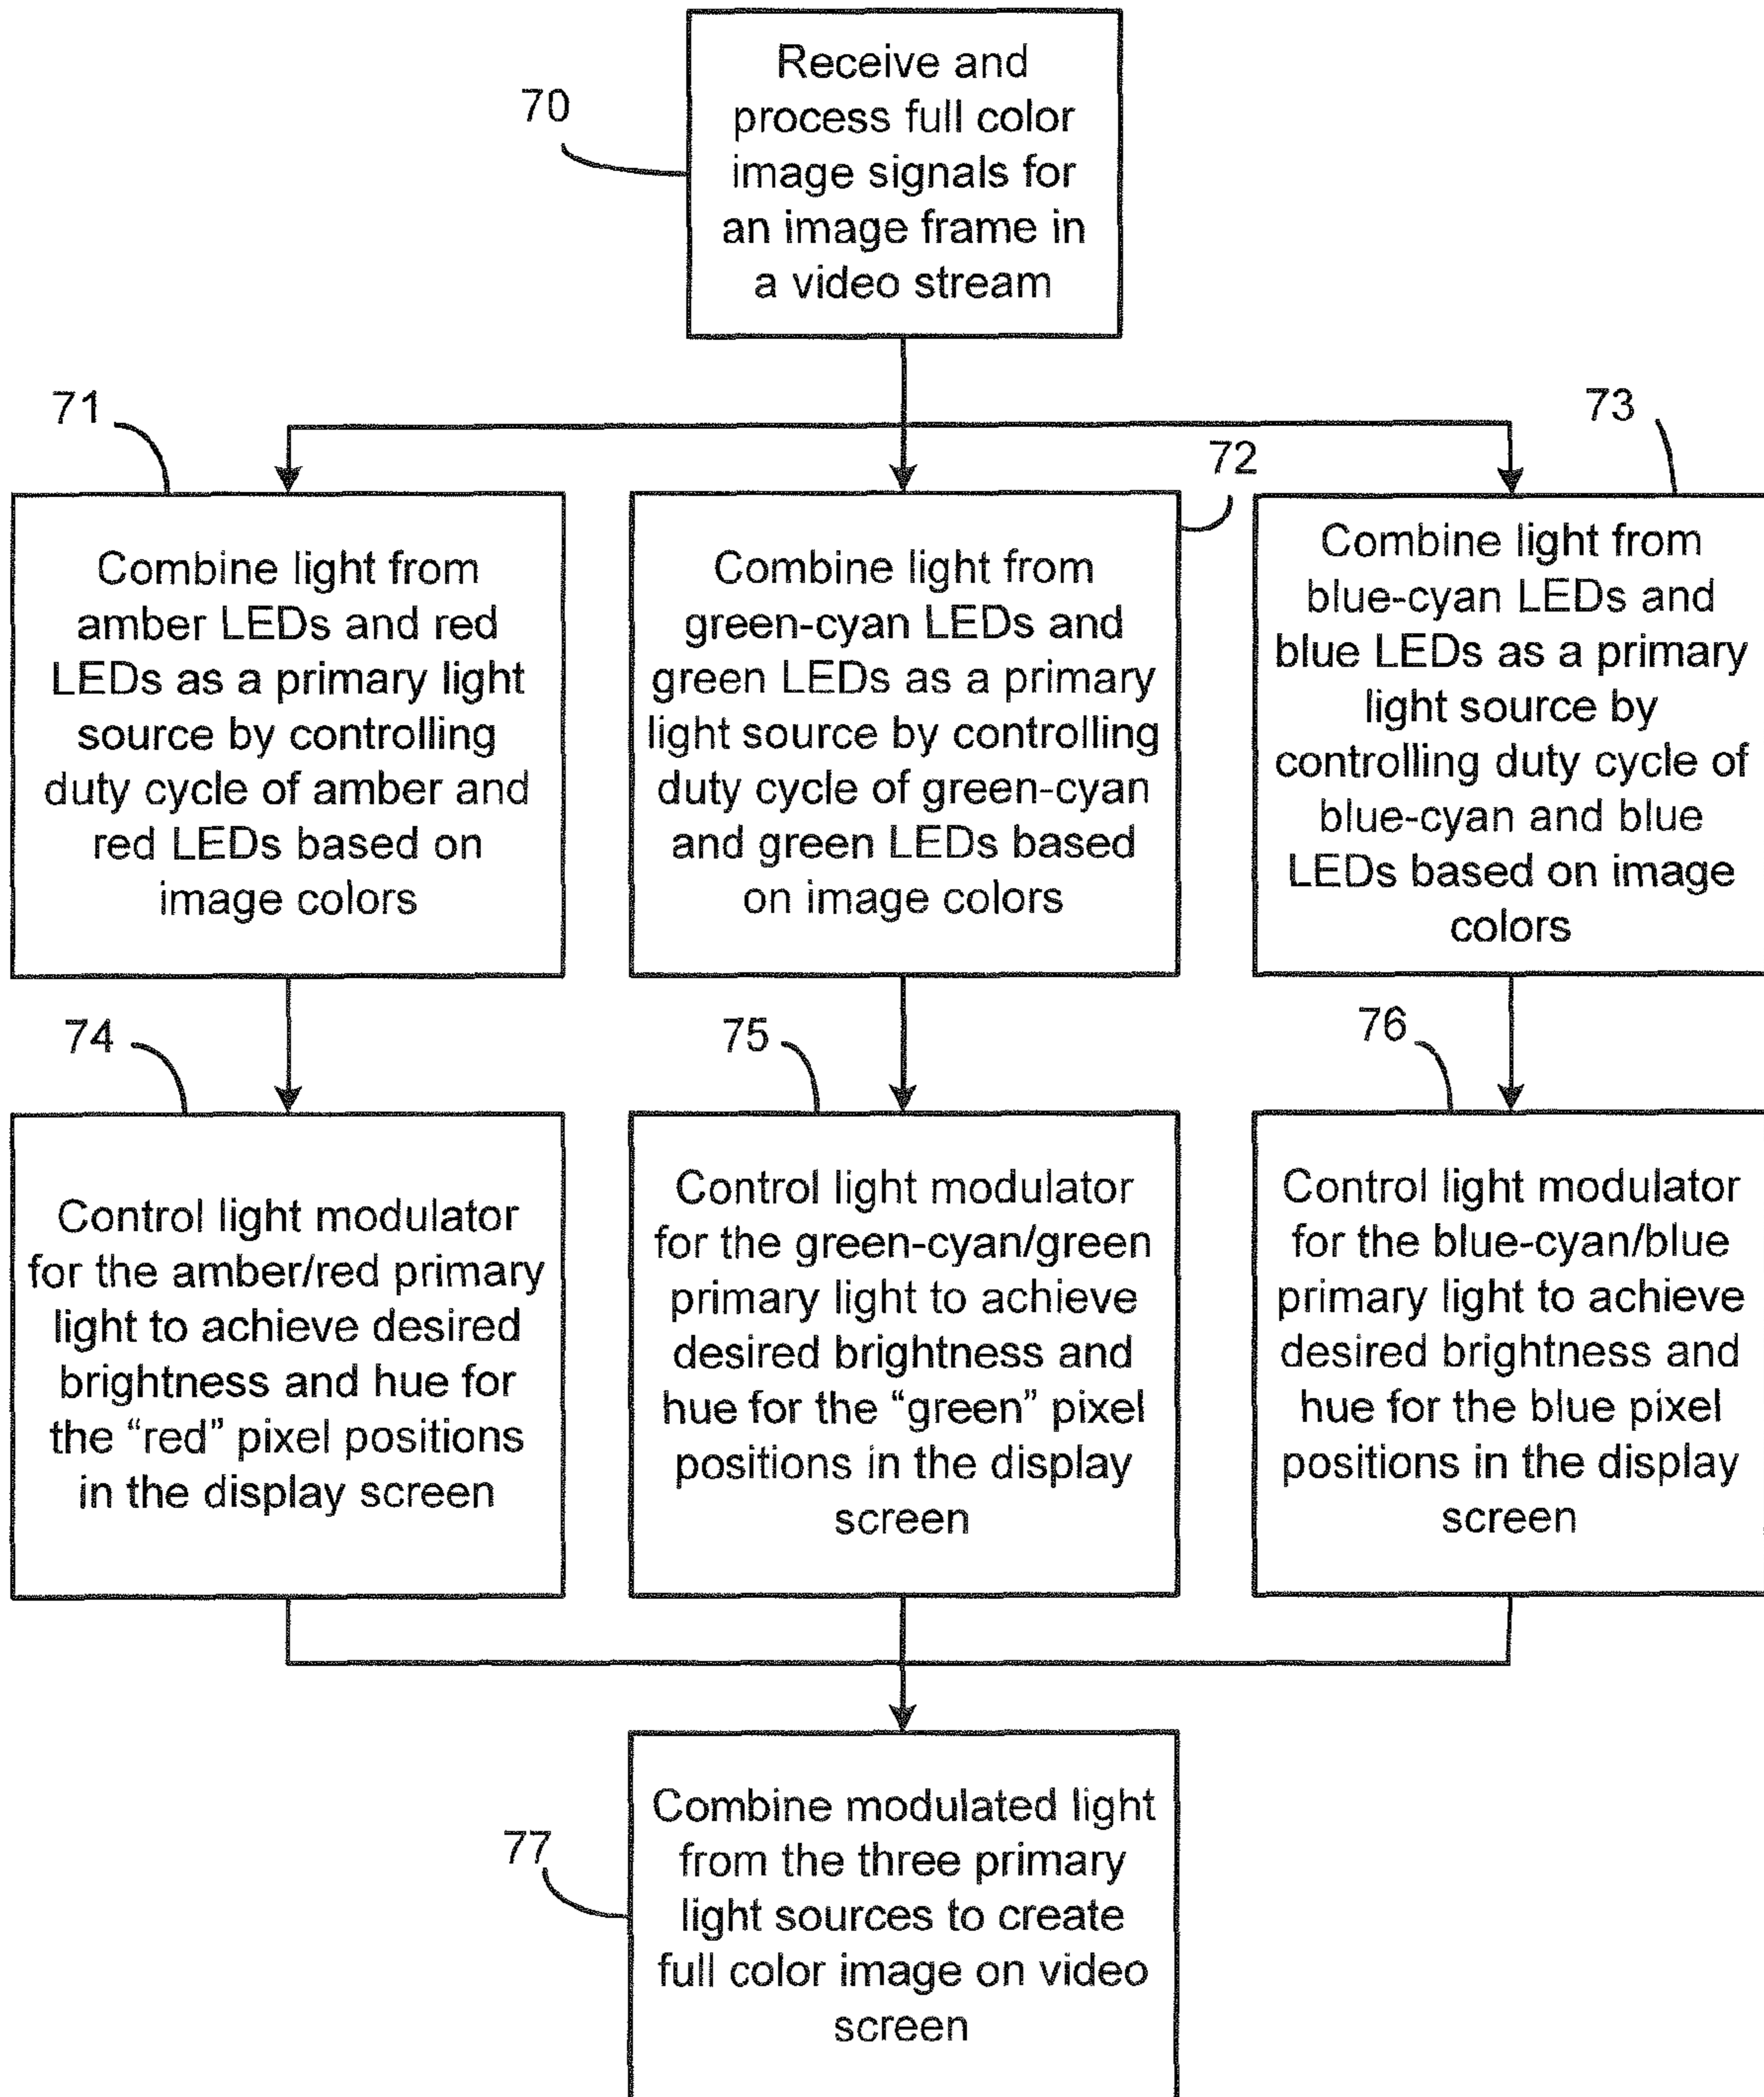 70
Receive and
process full color
image signals for
an image frame in
a video stream
71
Combine light from
amber LEDs and red
LEDs as a primary light
source by controlling
duty cycle of amber and
red LEDs based on
image colors
72
Combine light from
green-cyan LEDs and
green LEDs as a primary
light source by controlling
duty cycle of green-cyan
and green LEDs based
on image colors
73
Combine light from
blue-cyan LEDs and
blue LEDs as a primary
light source by
controlling duty cycle of
blue-cyan and blue
LEDs based on image
colors
74
Control light modulator
for the amber/red primary
light to achieve desired
brightness and hue for
the “red” pixel positions
in the display screen
75
Control light modulator
for the green-cyan/green
primary light to achieve
desired brightness and
hue for the “green” pixel
positions in the display
screen
76
Control light modulator
for the blue-cyan/blue
primary light to achieve
desired brightness and
hue for the blue pixel
positions in the display
screen
77
Combine modulated light
from the three primary
light sources to create
full color image on video
screen